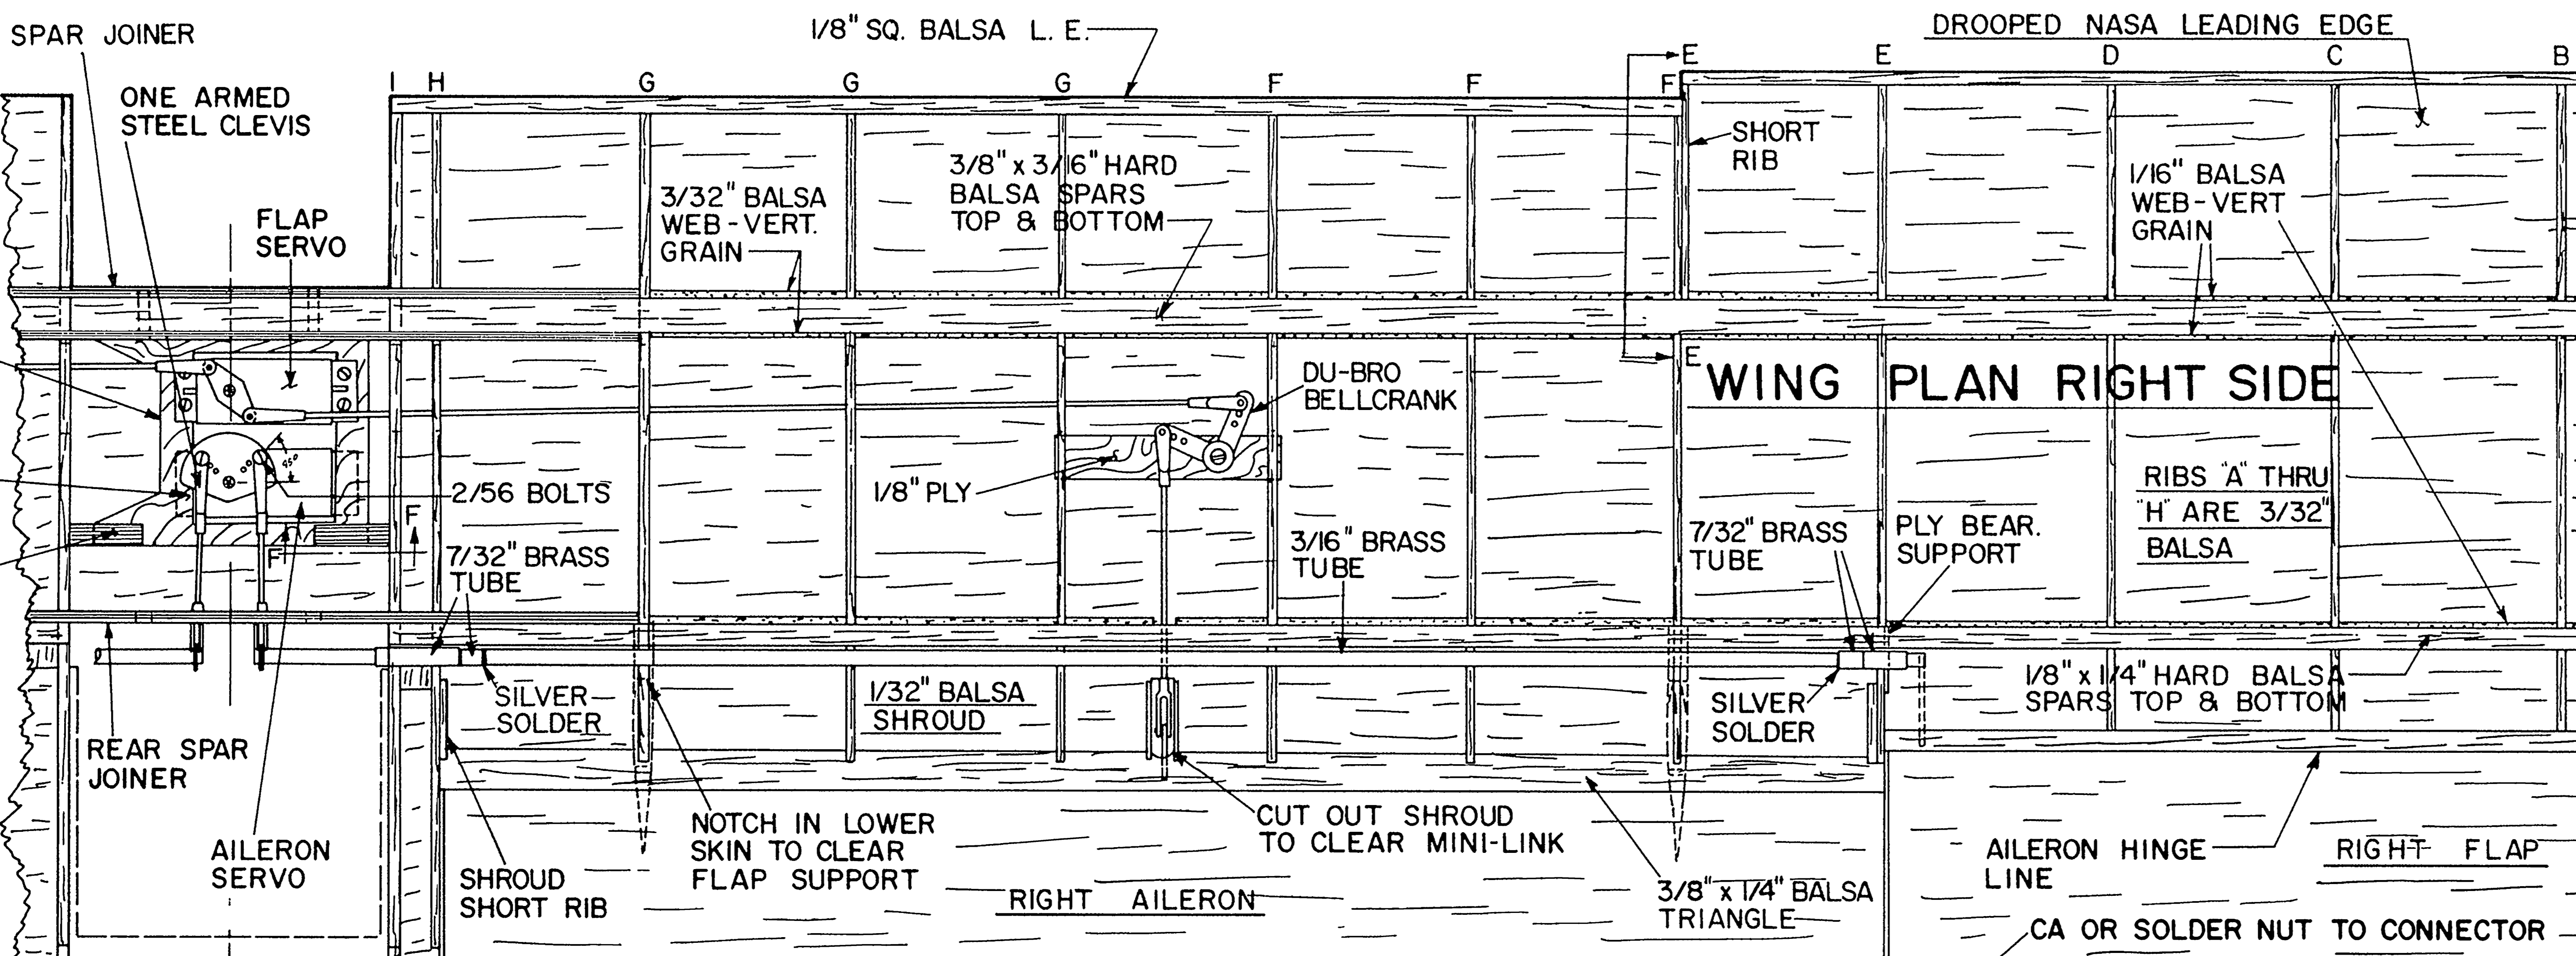 SPAR JOINER
1/8" SQ. BALSA L. E.
DROOPED NASA LEADING EDGE
I H G G G F F F E E D C B
ONE ARMED
STEEL CLEVIS
SHORT
RIB
3/8" x 3/16" HARD
BALSA SPARS
TOP & BOTTOM
3/32" BALSA
WEB-VERT.
GRAIN
1/16" BALSA
WEB-VERT
GRAIN
FLAP
SERVO
E
WING PLAN RIGHT SIDE
DU-BRO
BELLCRANK
45°
2/56 BOLTS
1/8" PLY
RIBS "A" THRU
"H" ARE 3/32"
BALSA
F
F
7/32" BRASS
TUBE
3/16" BRASS
TUBE
7/32" BRASS
TUBE
PLY BEAR.
SUPPORT
SILVER
SOLDER
1/32" BALSA
SHROUD
SILVER
SOLDER
1/8" x 1/4" HARD BALSA
SPARS TOP & BOTTOM
REAR SPAR
JOINER
AILERON
SERVO
SHROUD
SHORT RIB
NOTCH IN LOWER
SKIN TO CLEAR
FLAP SUPPORT
CUT OUT SHROUD
TO CLEAR MINI-LINK
RIGHT AILERON
3/8" x 1/4" BALSA
TRIANGLE
AILERON HINGE
LINE
RIGHT FLAP
CA OR SOLDER NUT TO CONNECTOR